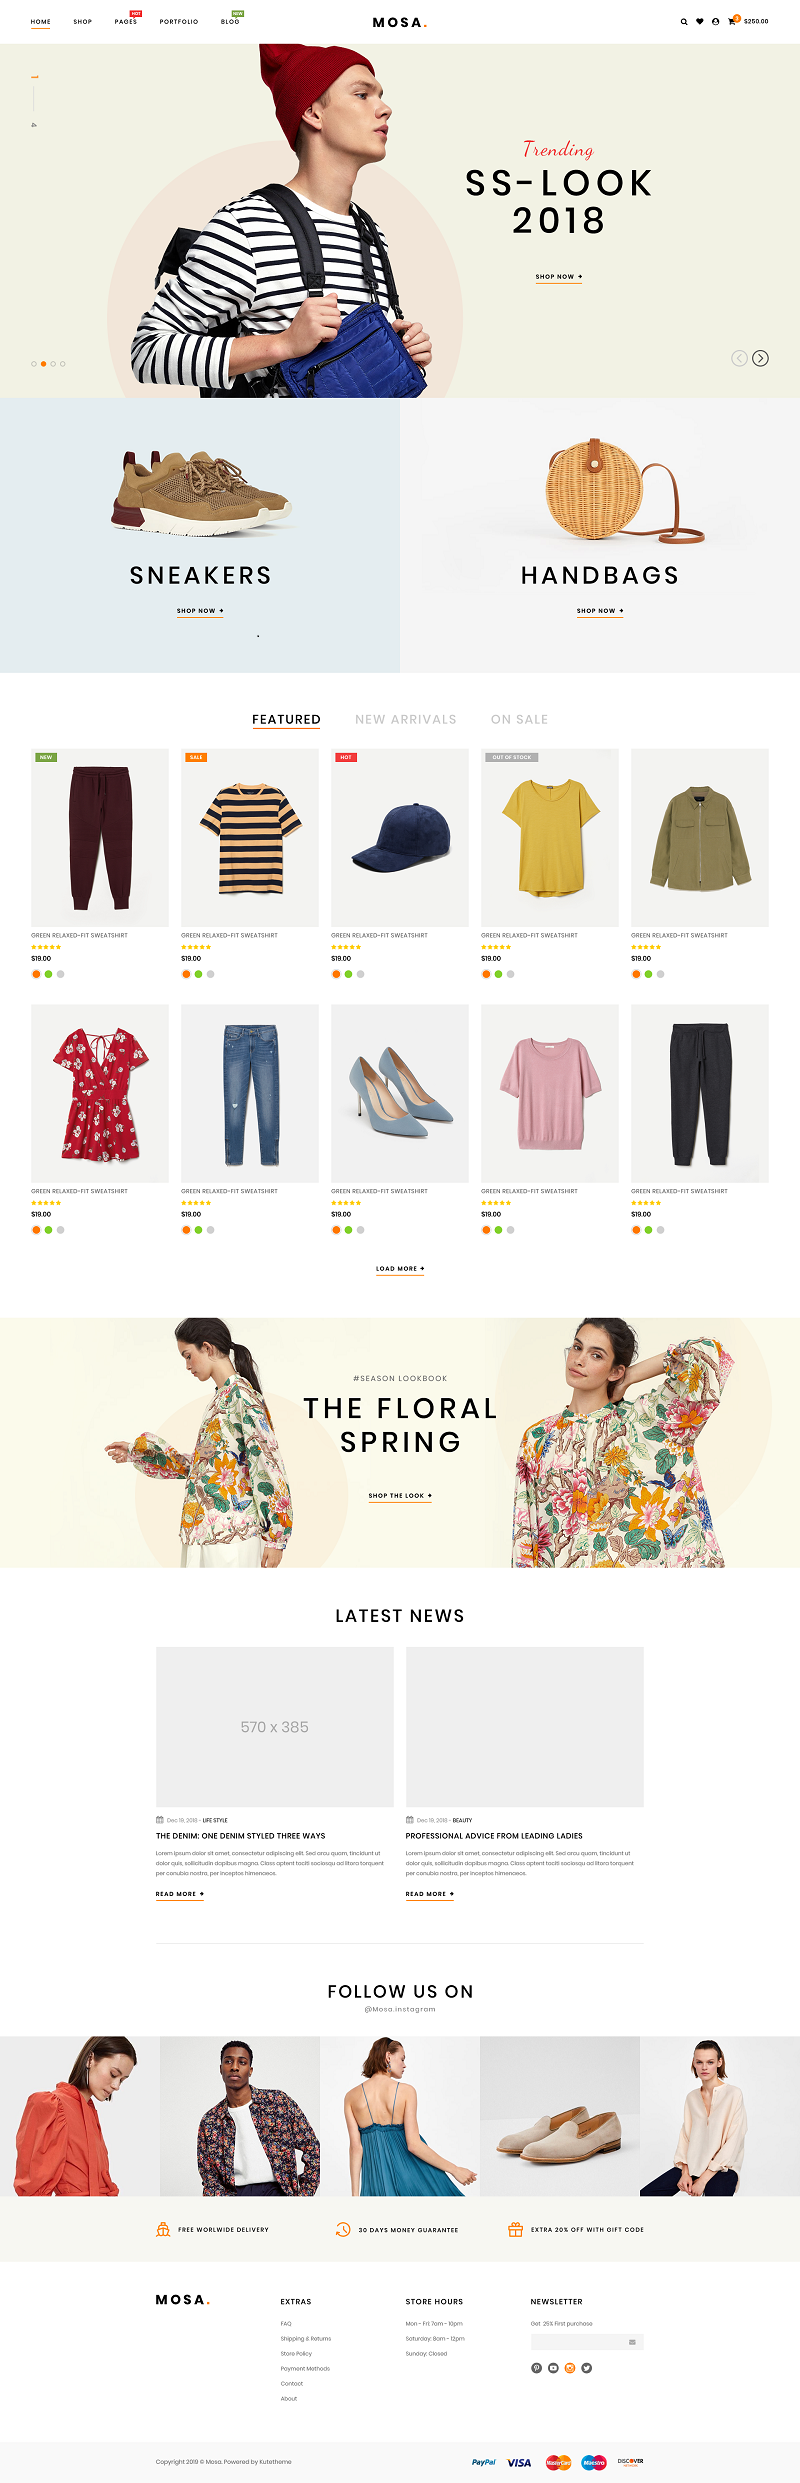 HOME SHOP PAGES HOT PORTFOLIO BLOG NEW
MOSA.
$250.00
1
4
Trending
SS-LOOK
2018
SHOP NOW
SNEAKERS
SHOP NOW
HANDBAGS
SHOP NOW
FEATURED NEW ARRIVALS ON SALE
NEW SALE HOT OUT OF STOCK
GREEN RELAXED-FIT SWEATSHIRT GREEN RELAXED-FIT SWEATSHIRT GREEN RELAXED-FIT SWEATSHIRT GREEN RELAXED-FIT SWEATSHIRT GREEN RELAXED-FIT SWEATSHIRT
$19.00 $19.00 $19.00 $19.00 $19.00
GREEN RELAXED-FIT SWEATSHIRT GREEN RELAXED-FIT SWEATSHIRT GREEN RELAXED-FIT SWEATSHIRT GREEN RELAXED-FIT SWEATSHIRT GREEN RELAXED-FIT SWEATSHIRT
$19.00 $19.00 $19.00 $19.00 $19.00
LOAD MORE
#SEASON LOOKBOOK
THE FLORAL
SPRING
SHOP THE LOOK
LATEST NEWS
570 x 385
Dec 19, 2018 - LIFE STYLE
THE DENIM: ONE DENIM STYLED THREE WAYS
Lorem ipsum dolor sit amet, consectetur adipiscing elit. Sed arcu quam, tincidunt ut
dolor quis, sollicitudin dapibus magna. Class aptent taciti sociosqu ad litora torquent
per conubia nostra, per inceptos himenaeos.
READ MORE
Dec 19, 2018 - BEAUTY
PROFESSIONAL ADVICE FROM LEADING LADIES
Lorem ipsum dolor sit amet, consectetur adipiscing elit. Sed arcu quam, tincidunt ut
dolor quis, sollicitudin dapibus magna. Class aptent taciti sociosqu ad litora torquent
per conubia nostra, per inceptos himenaeos.
READ MORE
FOLLOW US ON
@Mosa.instagram
FREE WORLWIDE DELIVERY
30 DAYS MONEY GUARANTEE
EXTRA 20% OFF WITH GIFT CODE
MOSA.
EXTRAS
FAQ
Shipping & Returns
Store Policy
Payment Methods
Contact
About
STORE HOURS
Mon - Fri: 7am - 10pm
Saturday: 8am - 12pm
Sunday: Closed
NEWSLETTER
Get 25% First purchase
Copyright 2019 © Mosa. Powered by Kutetheme
PayPal VISA MasterCard Maestro DISCOVER
NETWORK